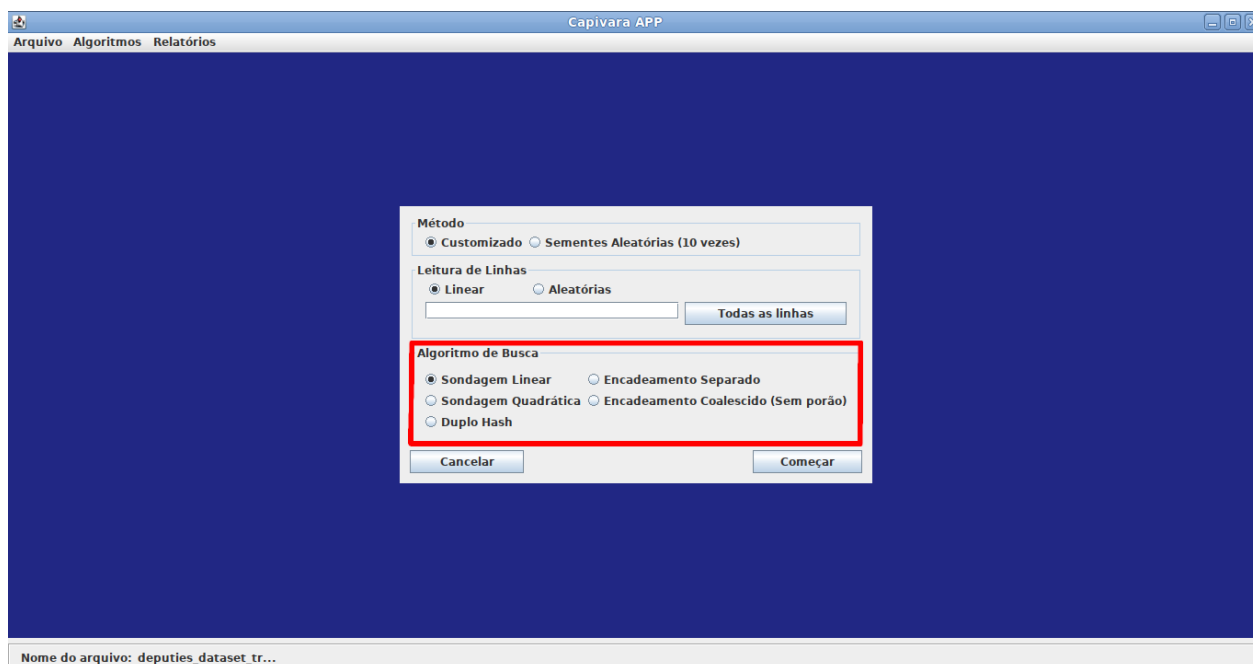 Capivara APP
Arquivo Algoritmos Relatórios
Método
Customizado Sementes Aleatórias (10 vezes)
Leitura de Linhas
Linear Aleatórias
Todas as linhas
Algoritmo de Busca
Sondagem Linear Encadeamento Separado
Sondagem Quadrática Encadeamento Coalescido (Sem porão)
Duplo Hash
Cancelar Começar
Nome do arquivo: deputies_dataset_tr...